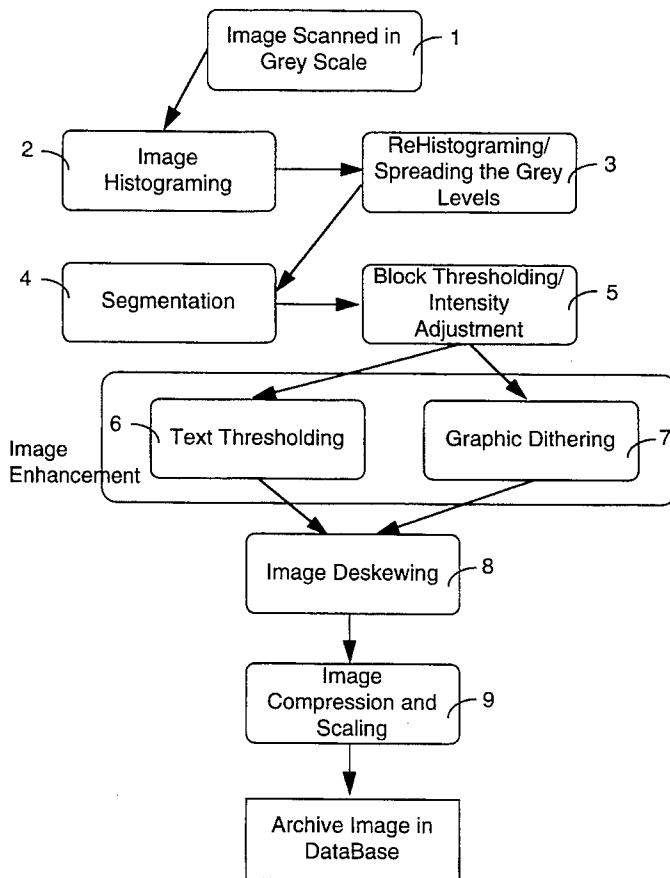 Image Scanned in
Grey Scale
1
2
Image
Histograming
ReHistograming/
Spreading the Grey
Levels
3
4
Segmentation
Block Thresholding/
Intensity
Adjustment
5
6
Text Thresholding
Graphic Dithering
7
Image
Enhancement
Image Deskewing
8
Image
Compression and
Scaling
9
Archive Image in
DataBase